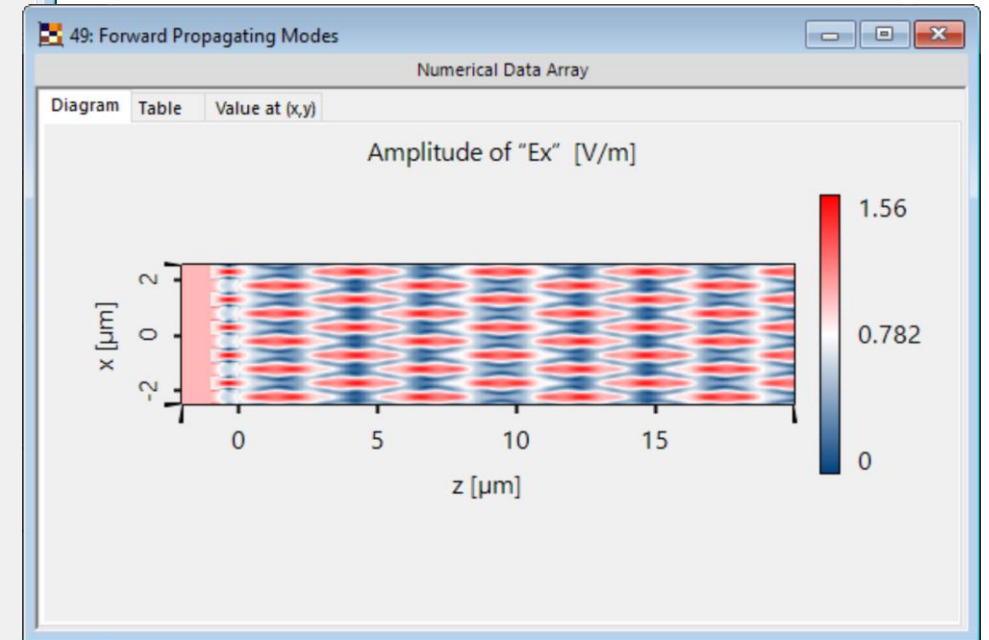 49: Forward Propagating Modes
Numerical Data Array
Diagram Table Value at (x,y)
Amplitude of “Ex” [V/m]
1.56
0.782
0
x [µm]
2
0
-2
0 5 10 15
z [µm]